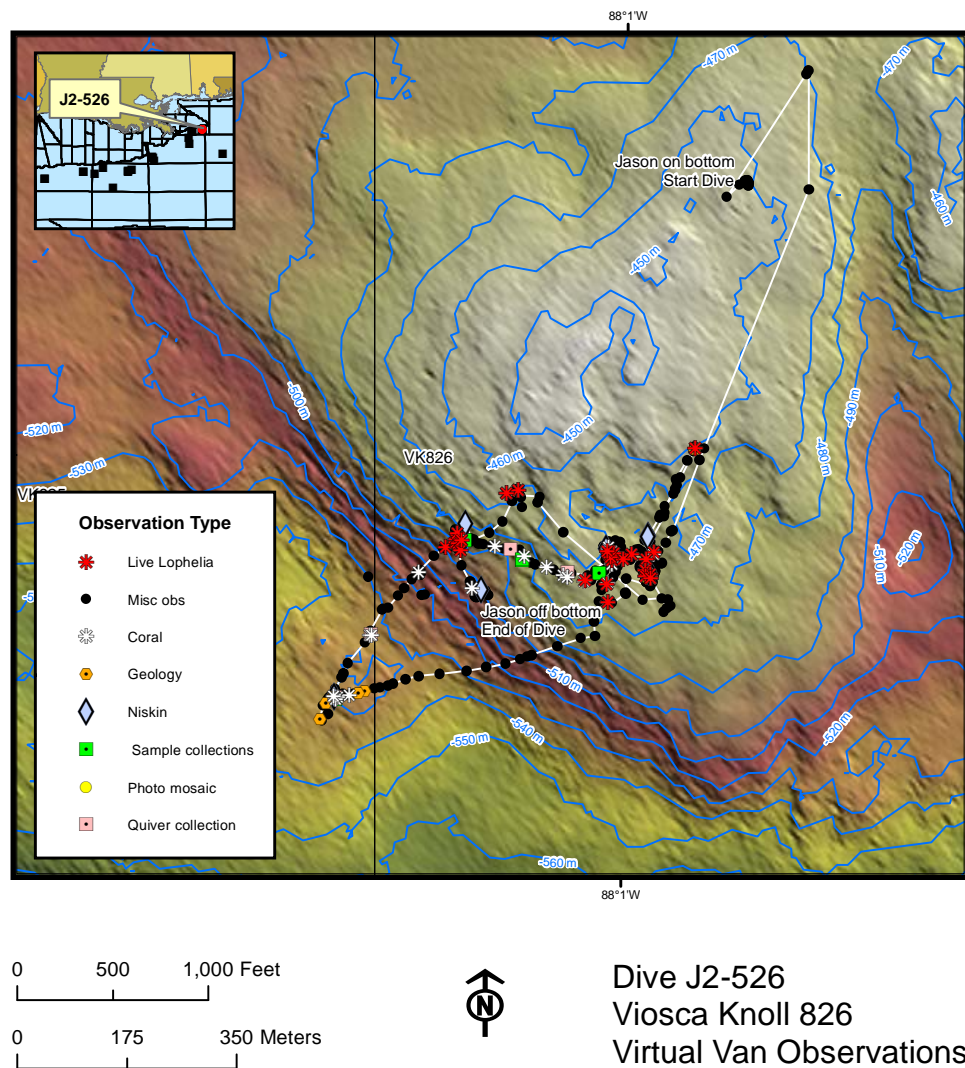 88°1'W
-470 m
-470 m
J2-526
Jason on bottom
Start Dive
-460 m
-450 m
-500 m
-490 m
-520 m
-450 m
-480 m
VK826
-460 m
-530 m
-470 m
-520 m
-510 m
Observation Type
Live Lophelia
Misc obs
Coral
Geology
Niskin
Sample collections
Photo mosaic
Quiver collection
Jason off bottom
End of Dive
-510 m
-540 m
-550 m
-520 m
-560 m
88°1'W
0 500 1,000 Feet
0 175 350 Meters
N
Dive J2-526
Viosca Knoll 826
Virtual Van Observations